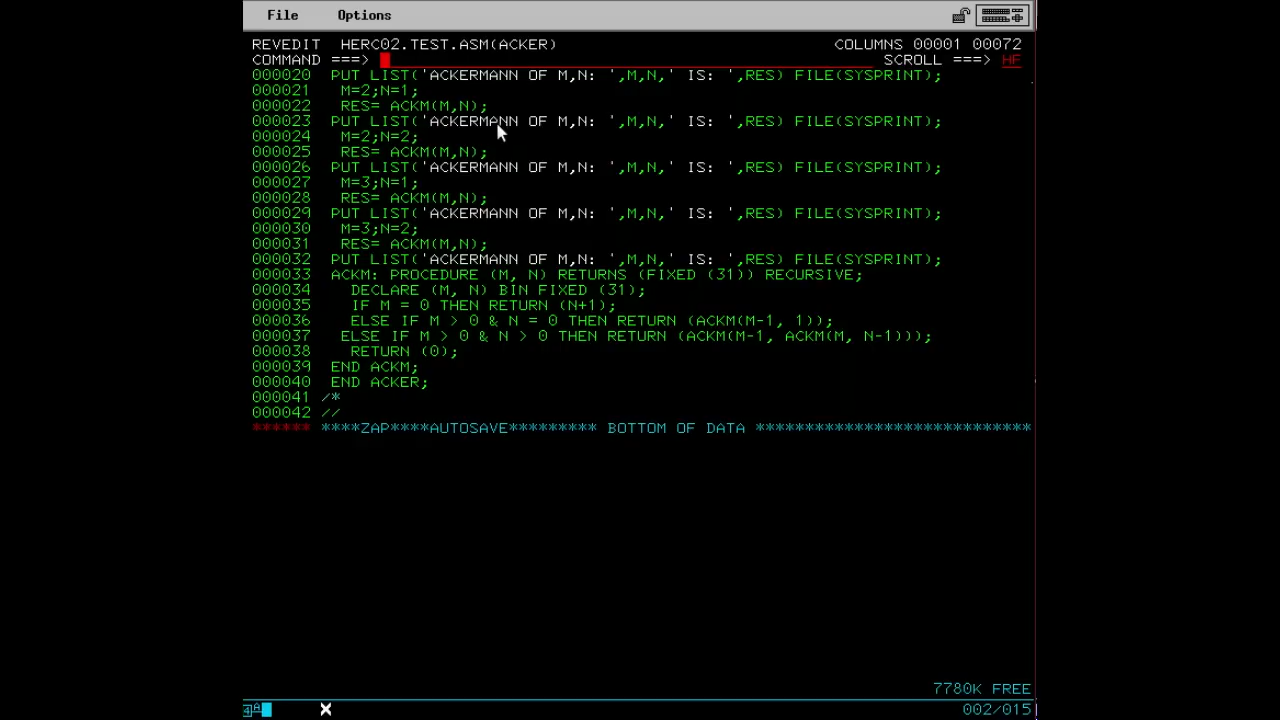 File Options
REVEDIT HERC02.TEST.ASM(ACKER) COLUMNS 00001 00072
COMMAND ===> SCROLL ===> HF
000020 PUT LIST('ACKERMANN OF M,N: ',M,N,' IS: ',RES) FILE(SYSPRINT);
000021 M=2;N=1;
000022 RES= ACKM(M,N);
000023 PUT LIST('ACKERMANN OF M,N: ',M,N,' IS: ',RES) FILE(SYSPRINT);
000024 M=2;N=2;
000025 RES= ACKM(M,N);
000026 PUT LIST('ACKERMANN OF M,N: ',M,N,' IS: ',RES) FILE(SYSPRINT);
000027 M=3;N=1;
000028 RES= ACKM(M,N);
000029 PUT LIST('ACKERMANN OF M,N: ',M,N,' IS: ',RES) FILE(SYSPRINT);
000030 M=3;N=2;
000031 RES= ACKM(M,N);
000032 PUT LIST('ACKERMANN OF M,N: ',M,N,' IS: ',RES) FILE(SYSPRINT);
000033 ACKM: PROCEDURE (M, N) RETURNS (FIXED (31)) RECURSIVE;
000034 DECLARE (M, N) BIN FIXED (31);
000035 IF M = 0 THEN RETURN (N+1);
000036 ELSE IF M > 0 & N = 0 THEN RETURN (ACKM(M-1, 1));
000037 ELSE IF M > 0 & N > 0 THEN RETURN (ACKM(M-1, ACKM(M, N-1)));
000038 RETURN (0);
000039 END ACKM;
000040 END ACKER;
000041 /*
000042 //
****** ****ZAP****AUTOSAVE********* BOTTOM OF DATA ****************************
7780K FREE
4A X 002/015